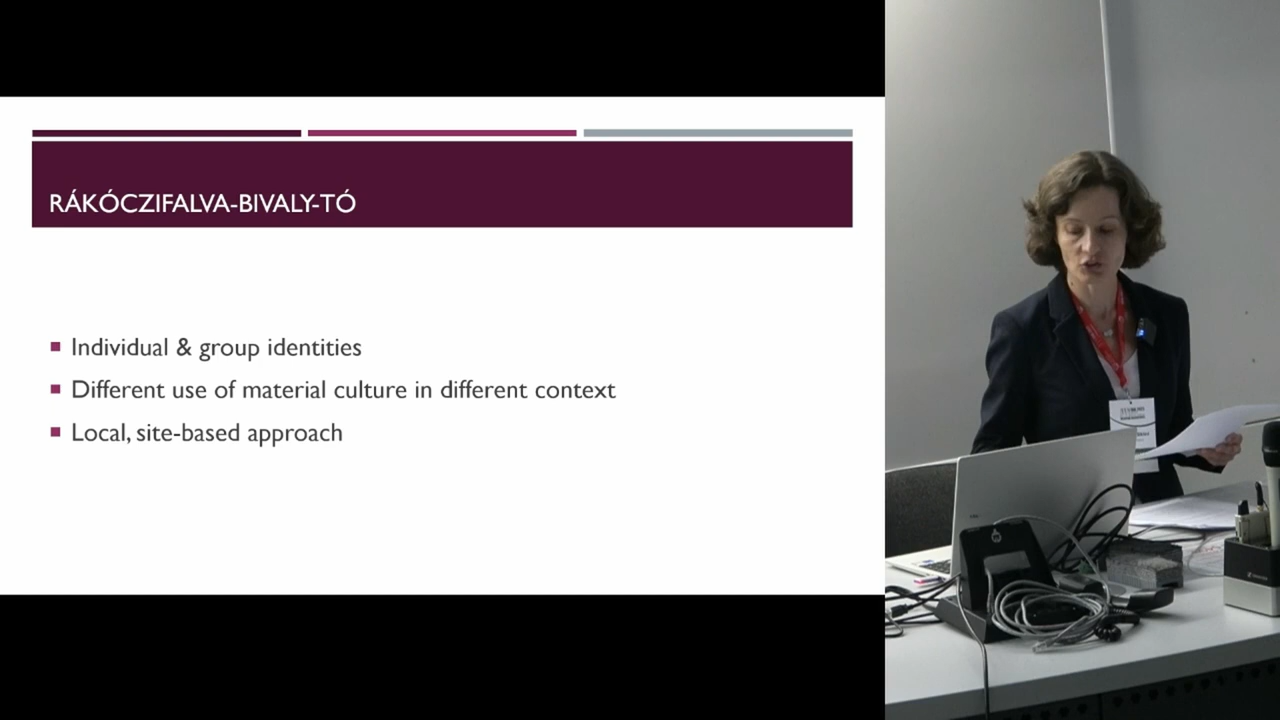 RÁKÓCZIFALVA-BIVALY-TÓ
Individual & group identities
Different use of material culture in different context
Local, site-based approach